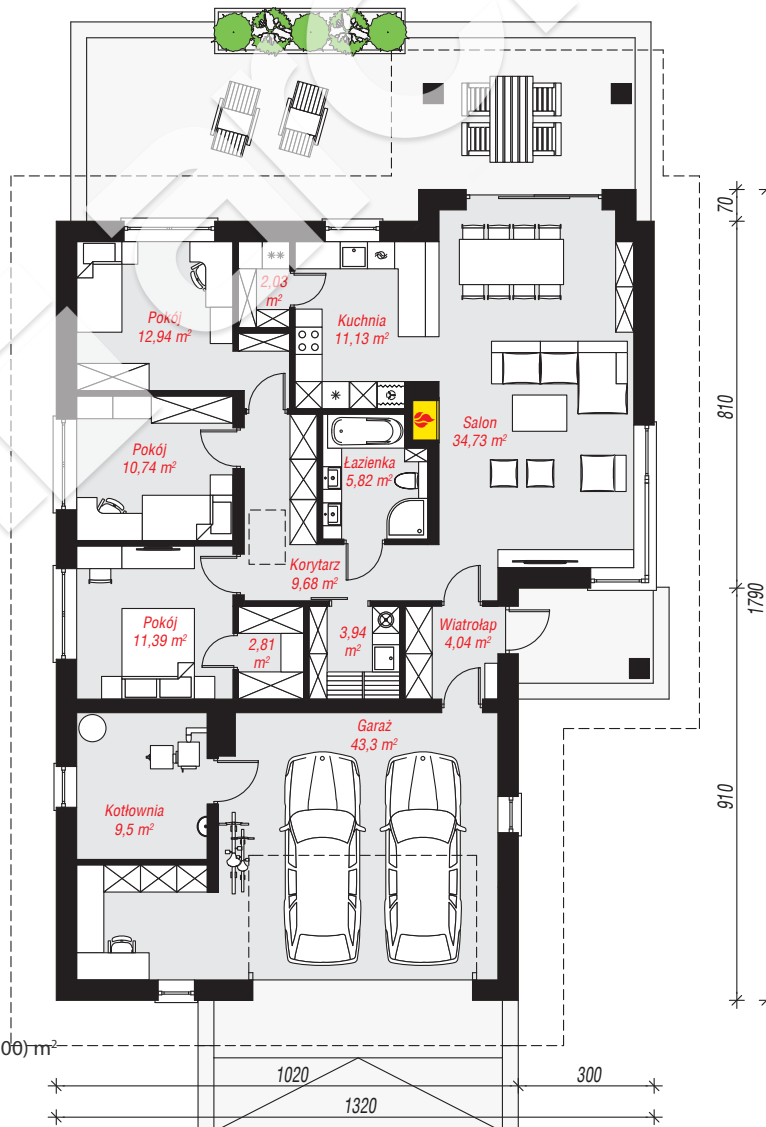 70
2,03
m²
Pokój
12,94 m²
Kuchnia
11,13 m²
810
Salon
34,73 m²
Pokój
10,74 m²
Łazienka
5,82 m²
Korytarz
9,68 m²
1790
Pokój
11,39 m²
2,81
m²
3,94
m²
Wiatrołap
4,04 m²
Garaż
43,3 m²
910
Kotłownia
9,5 m²
00) m²
1020
300
1320